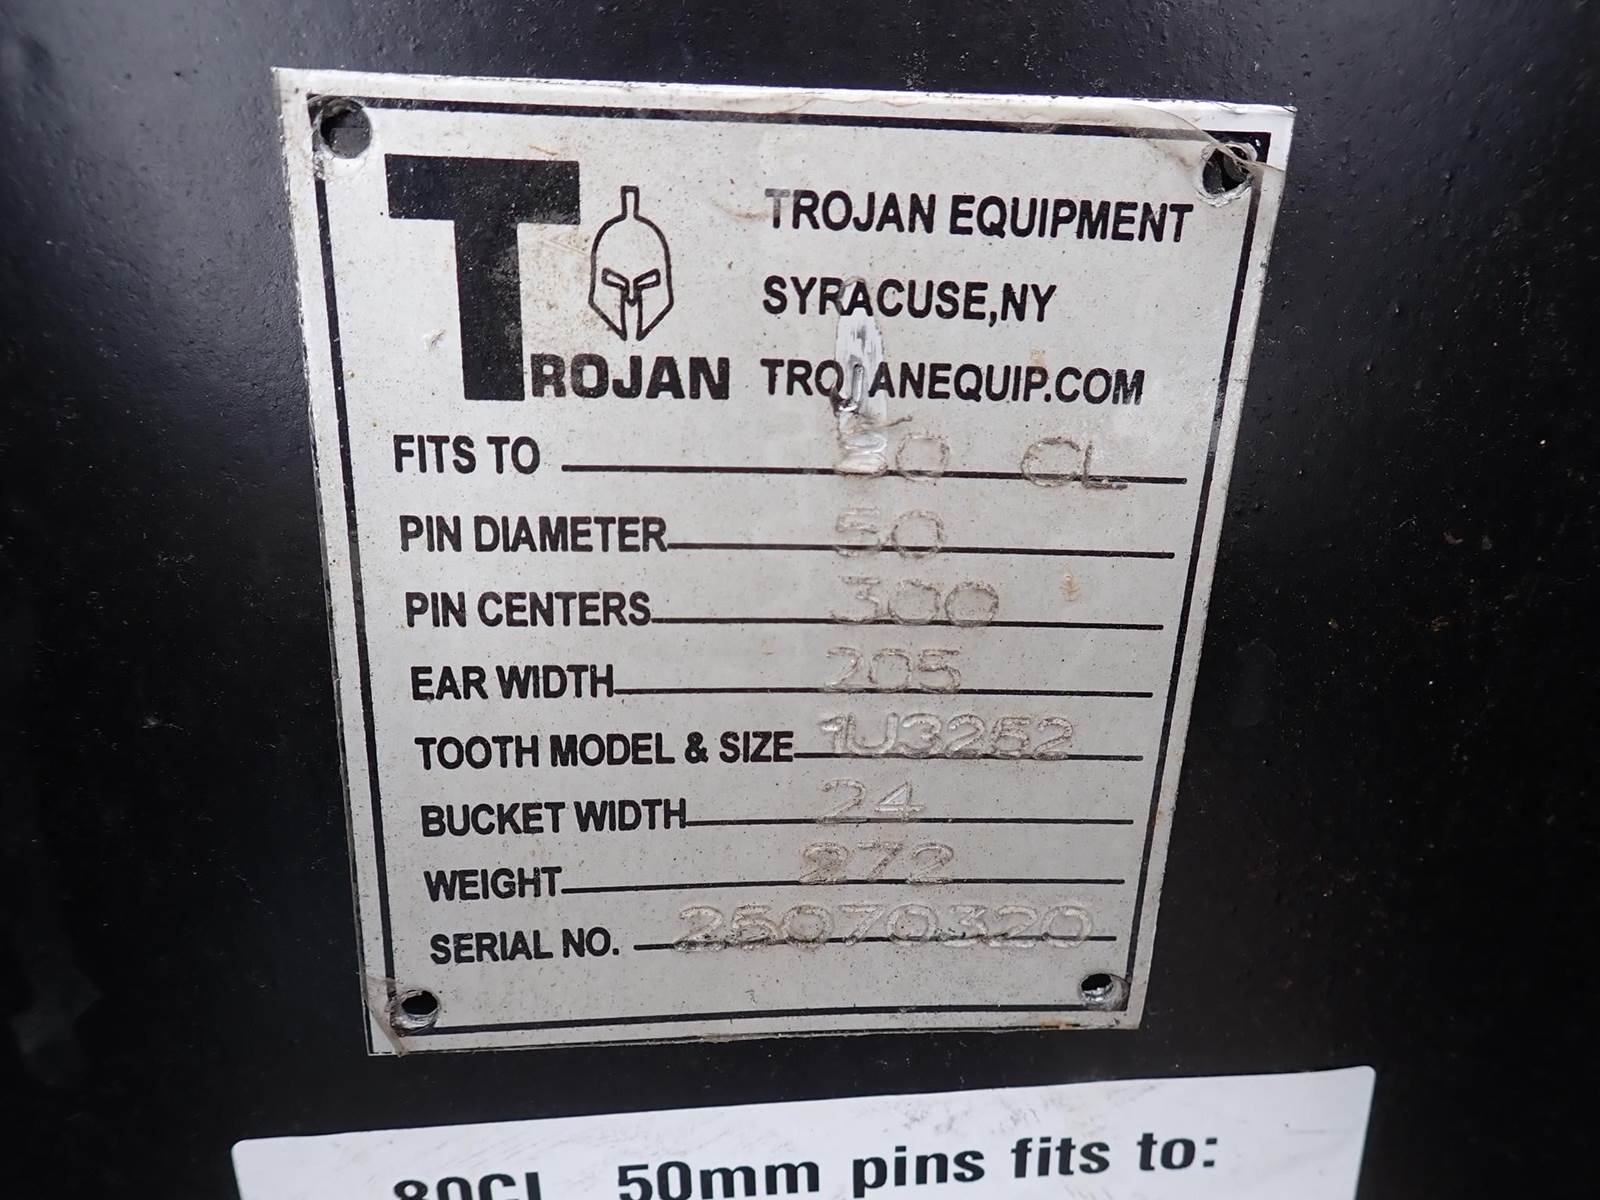 TROJAN
TROJAN EQUIPMENT
SYRACUSE,NY
TROJANEQUIP.COM
FITS TO CL
PIN DIAMETER 50
PIN CENTERS 300
EAR WIDTH 205
TOOTH MODEL & SIZE 1U3252
BUCKET WIDTH 24
WEIGHT 272
SERIAL NO. 25070320
80CL 50mm pins fits to: